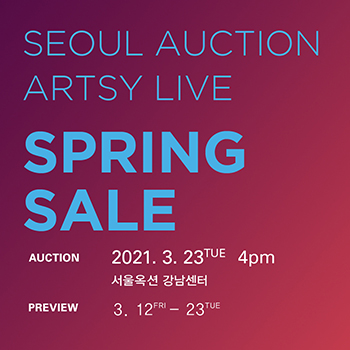 SEOUL AUCTION
ARTSY LIVE
SPRING
SALE
AUCTION 2021. 3. 23TUE 4pm
서울옥션 강남센터
PREVIEW 3. 12FRI – 23TUE